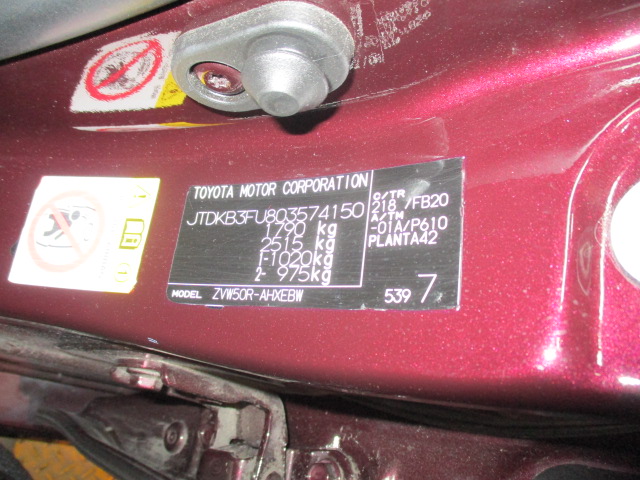 TOYOTA MOTOR CORPORATION
JTDKB3FU803574150
1790 kg
2515 kg
1-1020kg
2- 975kg
MODEL ZVW50R-AHXEBW
C/TR
218 /FB20
A/TM
-01A/P610
PLANTA42
539 7